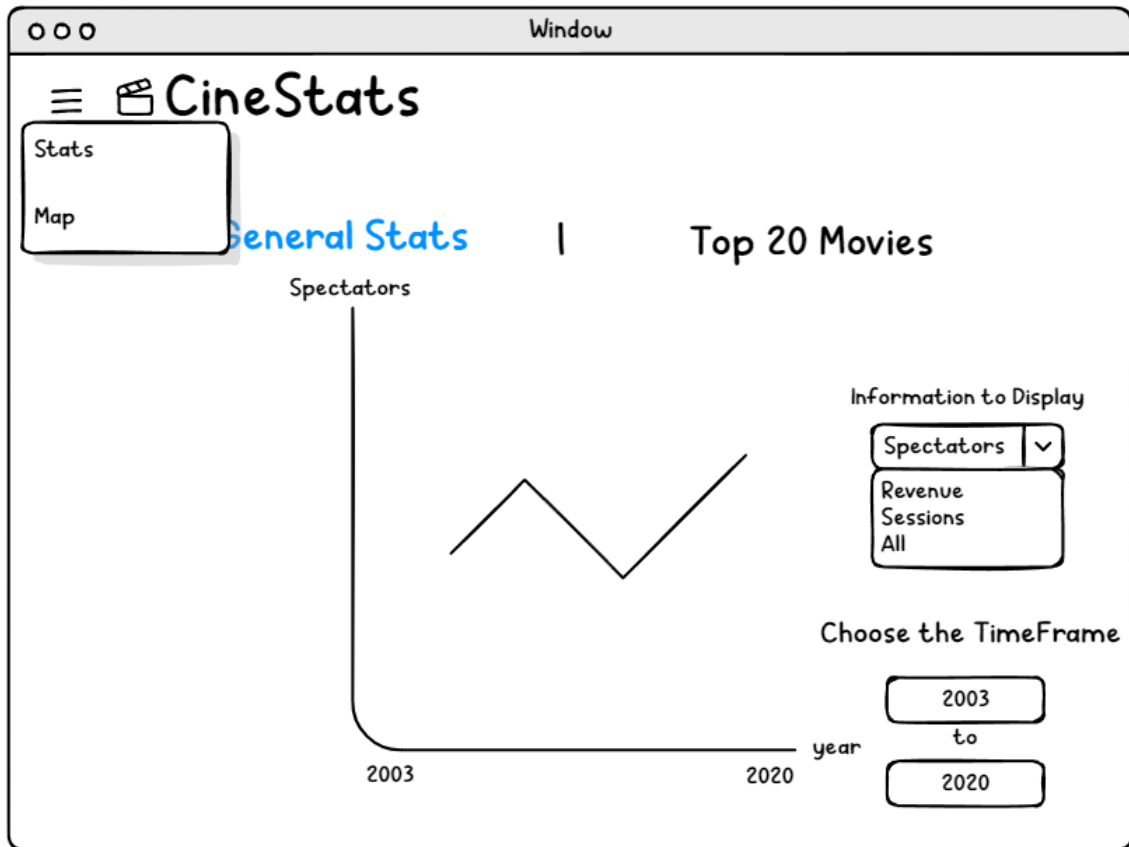 Window
CineStats
Stats
Map
General Stats | Top 20 Movies
Spectators
Information to Display
Spectators
Revenue
Sessions
All
Choose the TimeFrame
2003
to
2020
year
2003 2020